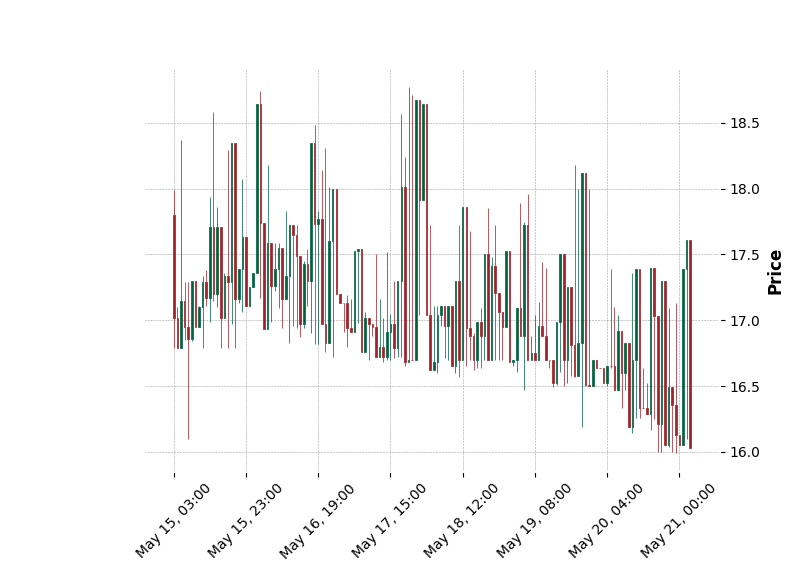 18.5
18.0
17.5
17.0
16.5
16.0
Price
May 15, 03:00
May 15, 23:00
May 16, 19:00
May 17, 15:00
May 18, 12:00
May 19, 08:00
May 20, 04:00
May 21, 00:00